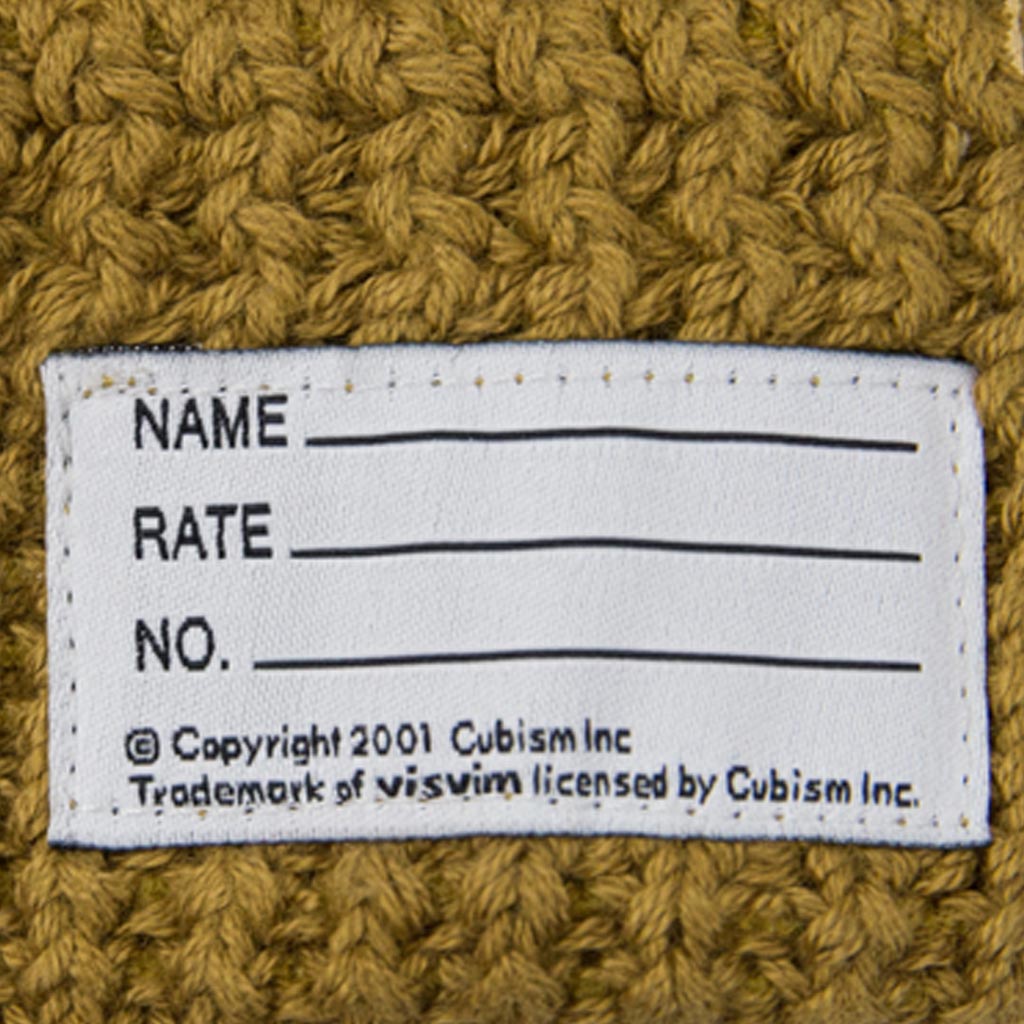 NAME
RATE
NO.
© Copyright 2001 Cubism Inc
Trademark of visvim licensed by Cubism Inc.